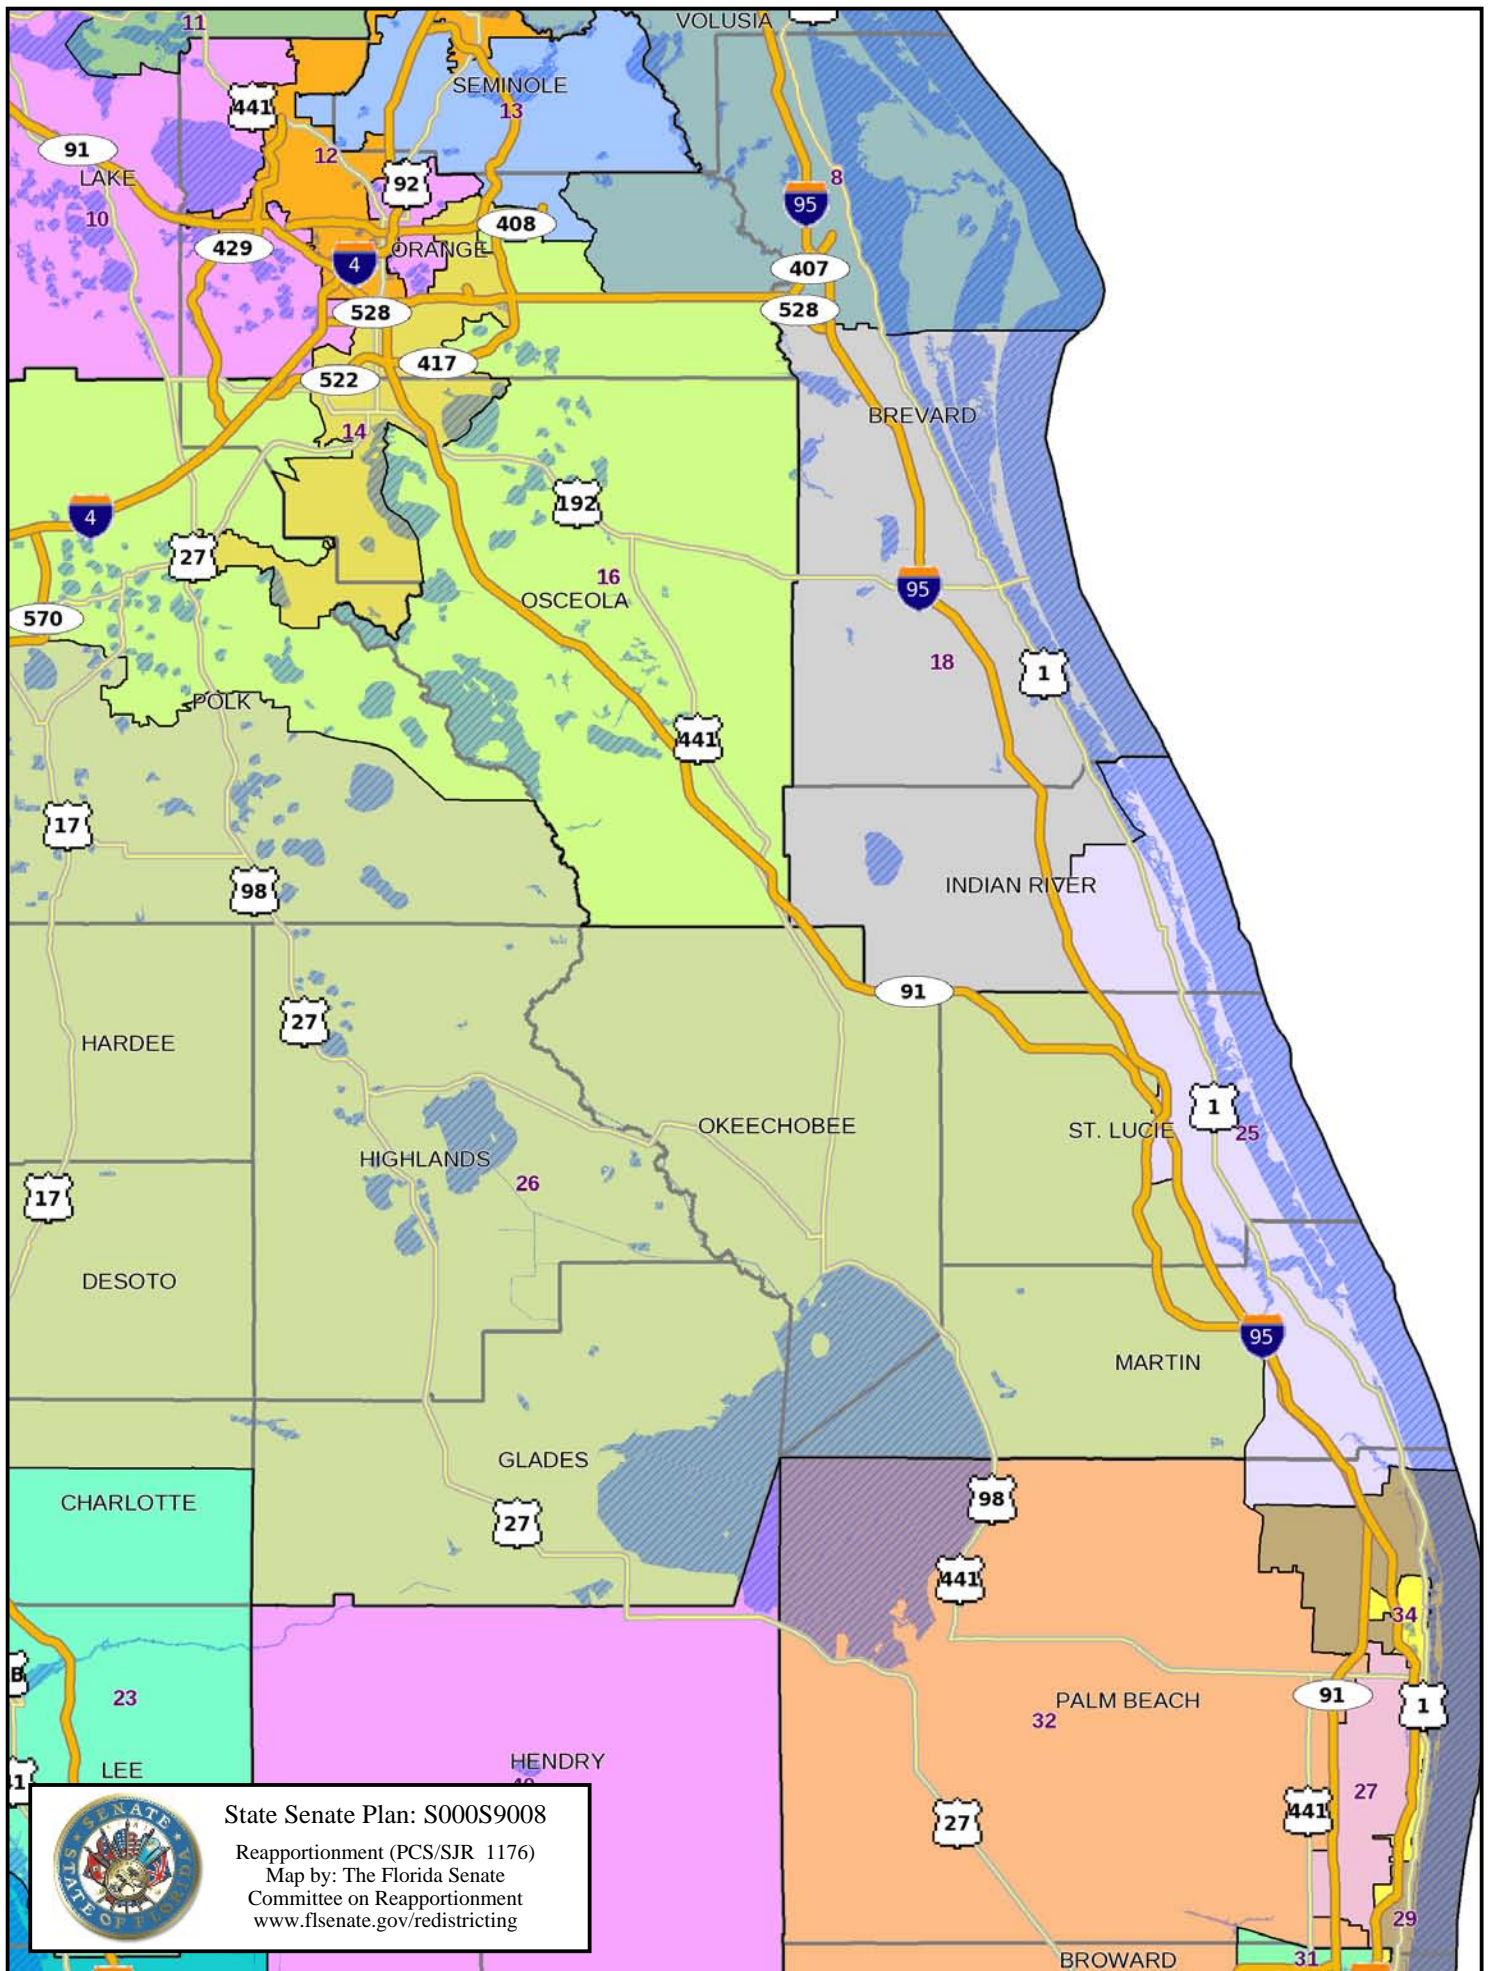 VOLUSIA
11
441
SEMINOLE
13
91
12
LAKE
92
8
95
10
408
429
ORANGE
4
407
528
528
417
522
BREVARD
14
192
4
27
16
95
OSCEOLA
570
18
1
POLK
441
17
98
INDIAN RIVER
91
27
HARDEE
1
OKEECHOBEE
ST. LUCIE
25
HIGHLANDS
26
17
DESOTO
95
MARTIN
GLADES
98
CHARLOTTE
27
441
34
B
23
91
PALM BEACH
1
32
HENDRY
LEE
27
441
27
29
BROWARD
31
SENATE
STATE OF FLORIDA
State Senate Plan: S000S9008
Reapportionment (PCS/SJR 1176)
Map by: The Florida Senate
Committee on Reapportionment
www.flsenate.gov/redistricting